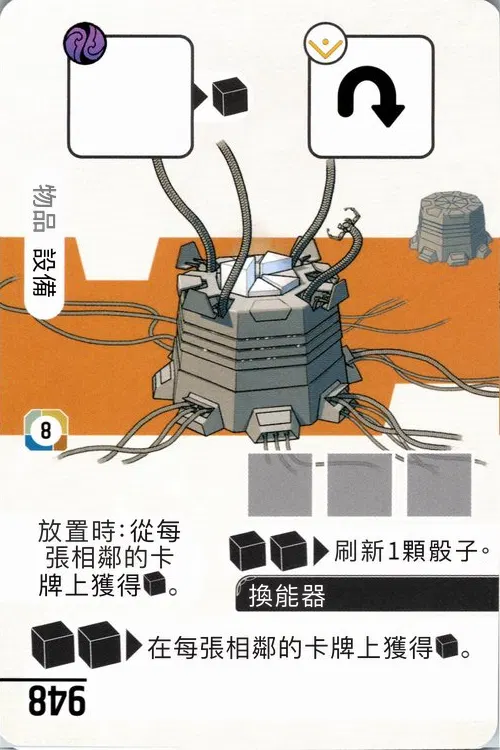 物品 設備
8
放置時：從每
張相鄰的卡
牌上獲得。
刷新1顆骰子。
換能器
在每張相鄰的卡牌上獲得。
948